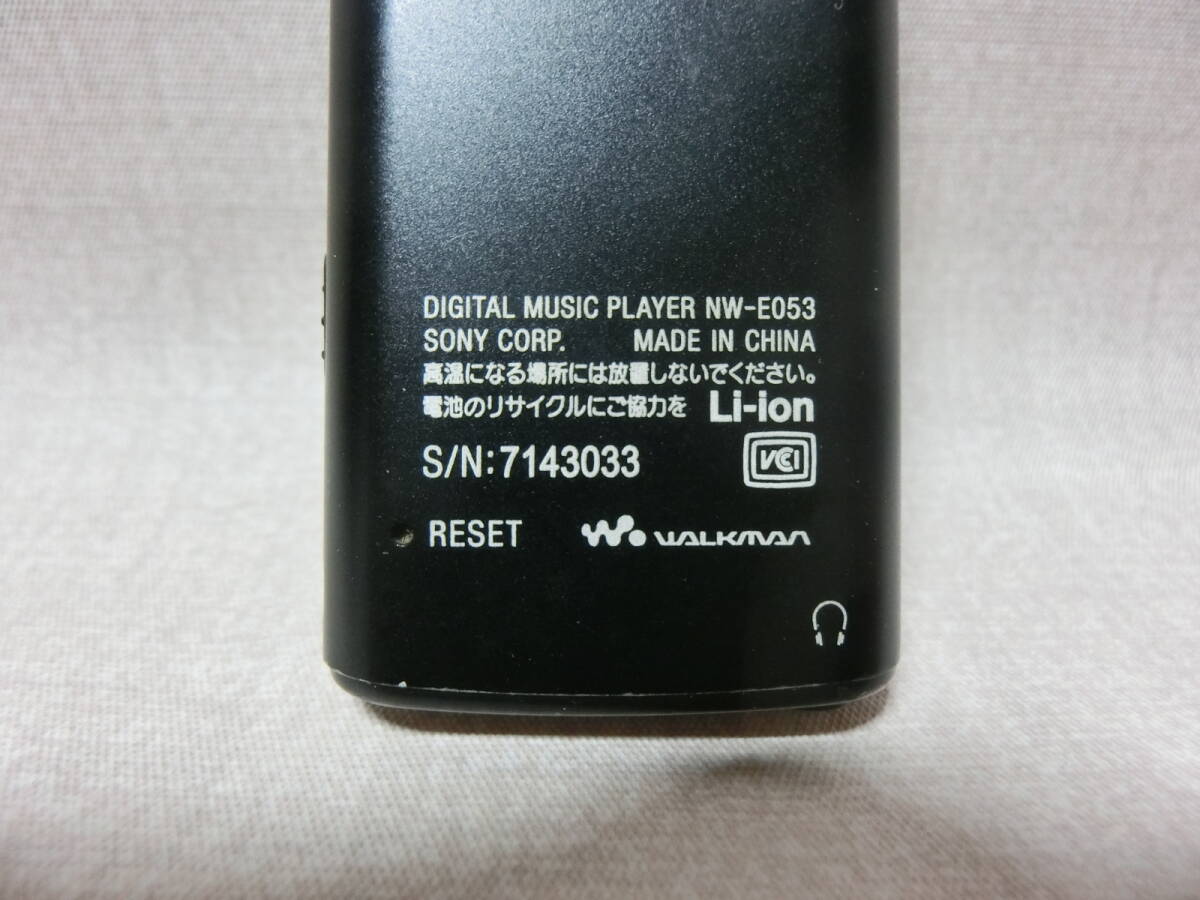 DIGITAL MUSIC PLAYER NW-E053
SONY CORP. MADE IN CHINA
高温になる場所には放置しないでください。
電池のリサイクルにご協力を Li-ion
S/N: 7143033
VCI
RESET WALKMAN